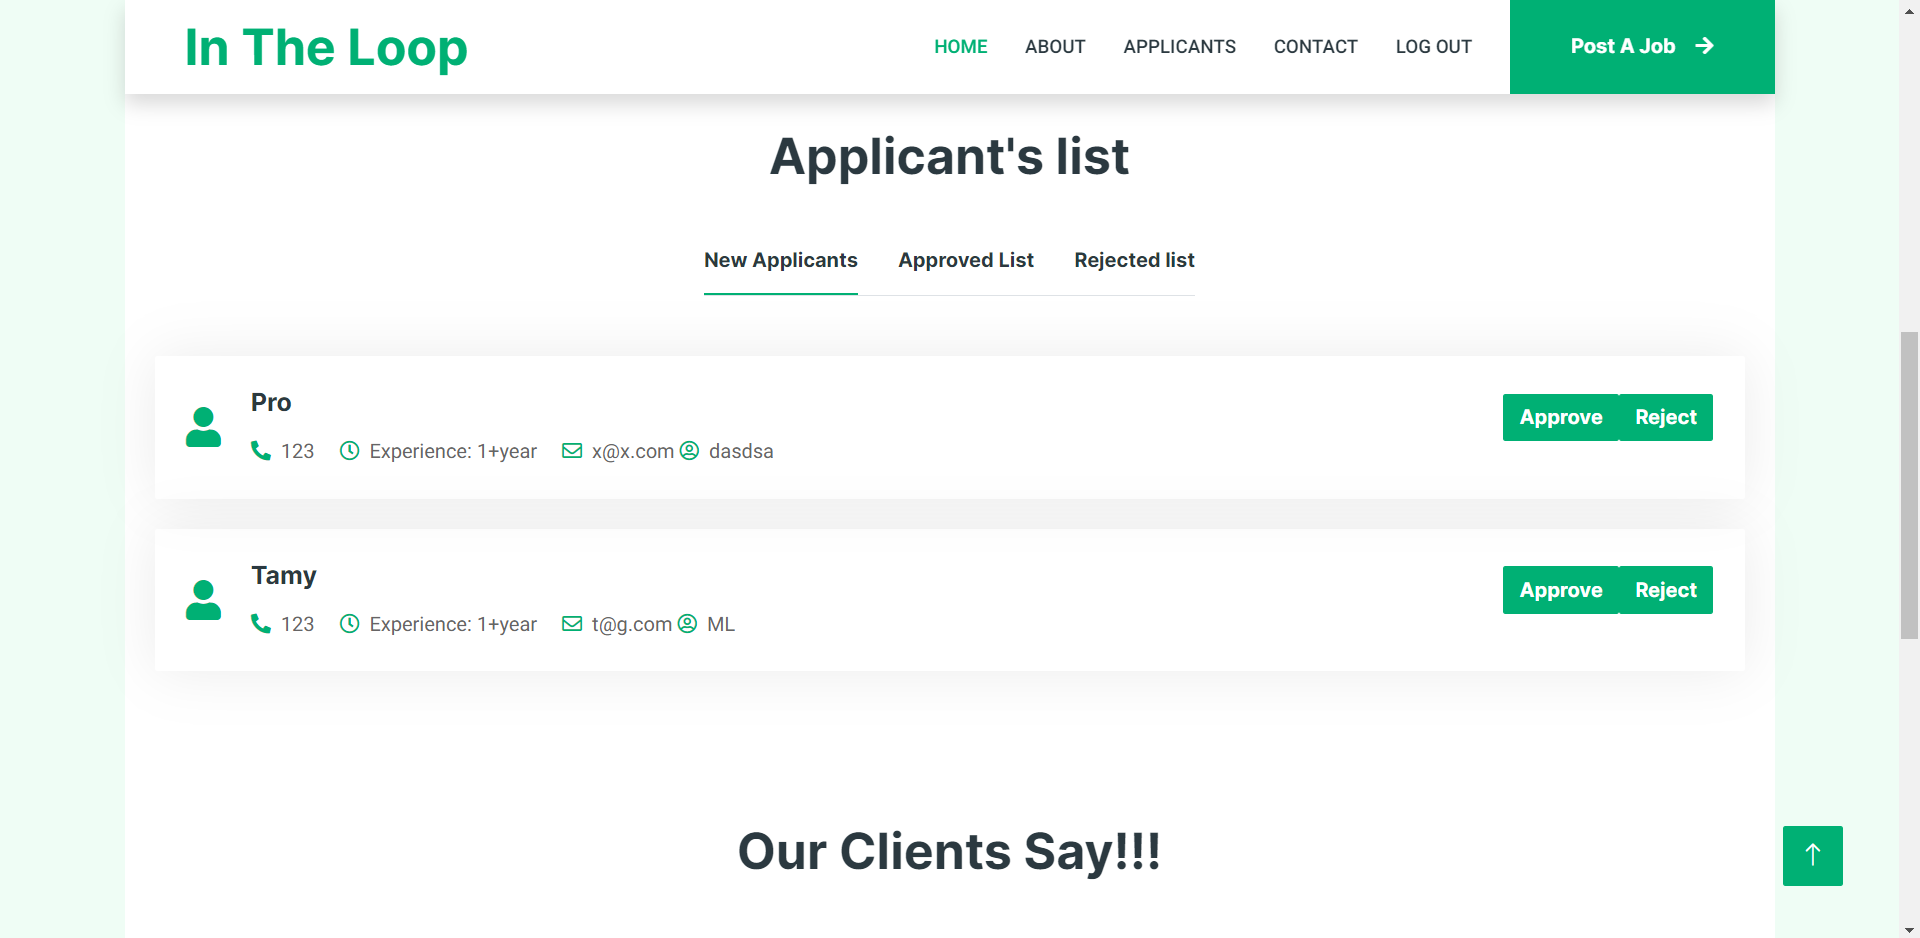 In The Loop
HOME ABOUT APPLICANTS CONTACT LOG OUT Post A Job
Applicant's list
New Applicants Approved List Rejected list
Pro
123 Experience: 1+year x@x.com dasdsa
Approve Reject
Tamy
123 Experience: 1+year t@g.com ML
Approve Reject
Our Clients Say!!!